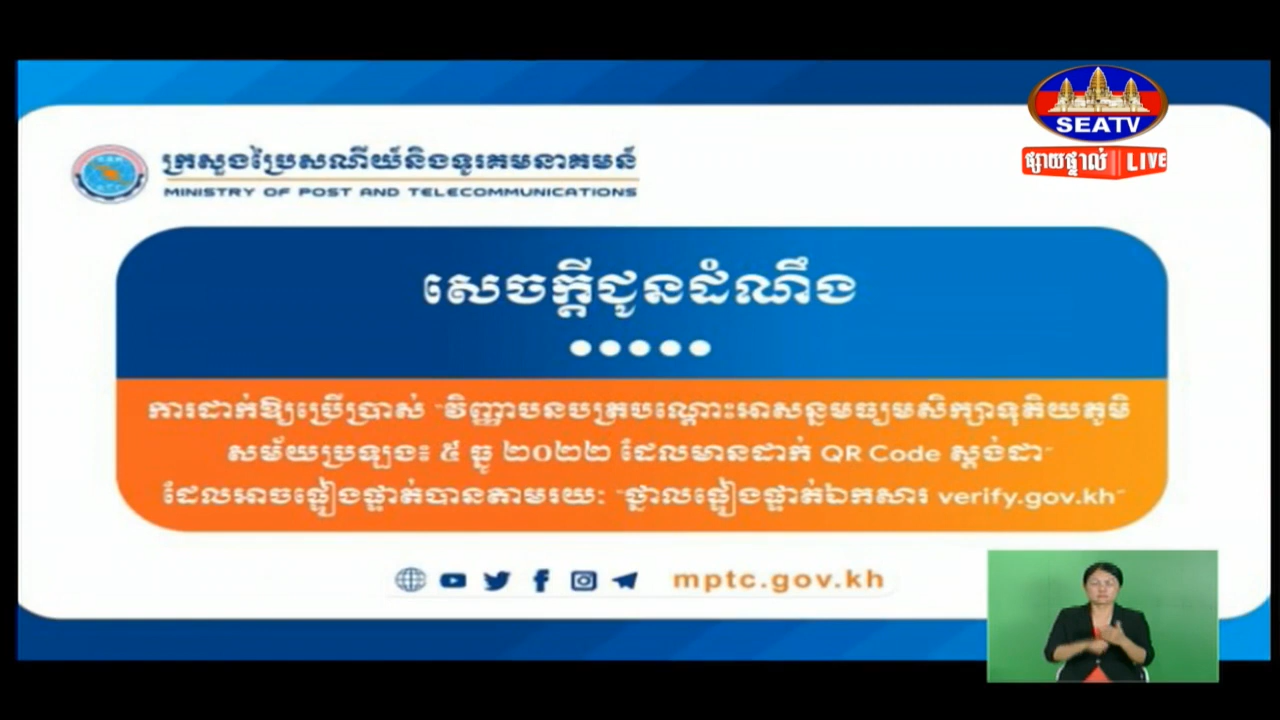 SEATV
ផ្សាយផ្ទាល់ LIVE
ក្រសួងប្រៃសណីយ៍និងទូរគមនាគមន៍
MINISTRY OF POST AND TELECOMMUNICATIONS
សេចក្តីជូនដំណឹង
ការដាក់ឱ្យប្រើប្រាស់ "វិញ្ញាបនបត្របណ្តោះអាសន្នមធ្យមសិក្សាទុតិយភូមិ
សម័យប្រឡង៖ ៥ ធ្នូ ២០២២ ដែលមានដាក់ QR Code ស្តង់ដា"
ដែលអាចផ្ទៀងផ្ទាត់បានតាមរយៈ "ថ្នាលផ្ទៀងផ្ទាត់ឯកសារ verify.gov.kh"
mptc.gov.kh